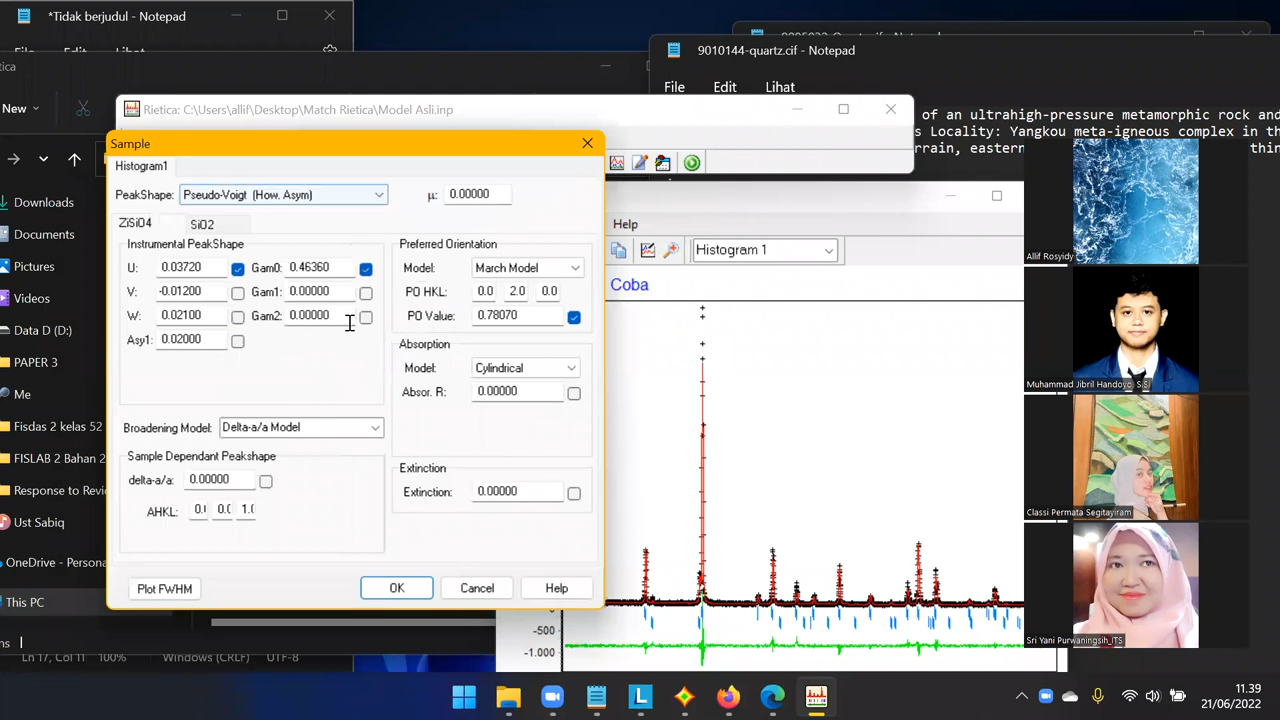 *Tidak berjudul - Notepad
Edit
Lihat
9010144-quartz.cif - Notepad
File Edit Lihat
New
Rietica: C:\Users\allif\Desktop\Match Rietica\Model Asli.inp
of an ultrahigh-pressure metamorphic rock and
s Locality: Yangkou meta-igneous complex in the
rrain, eastern
Sample
Histogram1
PeakShape: Pseudo-Voigt (How. Asym)
μ: 0.00000
ZiSiO4 SiO2
Instrumental PeakShape
U: 0.03720 Gam0: 0.46360
V: -0.01200 Gam1: 0.00000
W: 0.02100 Gam2: 0.00000
Asy1: 0.02000
Broadening Model: Delta-a/a Model
Sample Dependant Peakshape
delta-a/a: 0.00000
AHKL: 0.( 0.( 1.(
Preferred Orientation
Model: March Model
PO HKL: 0.0 2.0 0.0
PO Value: 0.78070
Absorption
Model: Cylindrical
Absor. R: 0.00000
Extinction
Extinction: 0.00000
Plot FWHM OK Cancel Help
Help
Histogram 1
Coba
-500
-1.000
Downloads
Documents
Pictures
Videos
Data D (D:)
PAPER 3
Me
Fisdas 2 kelas 52
FISLAB 2 Bahan 2
Response to Revie
Ust Sabiq
OneDrive - Persona
This PC
Ln 17, Col 11 100% Windows (CRLF) UTF-8
Allif Rosyidy
Muhammad Jibril Handoyo S.Si
Classi Permata Segitayiram
Sri Yani Purwaningsih_ITS
11.39
21/06/2022